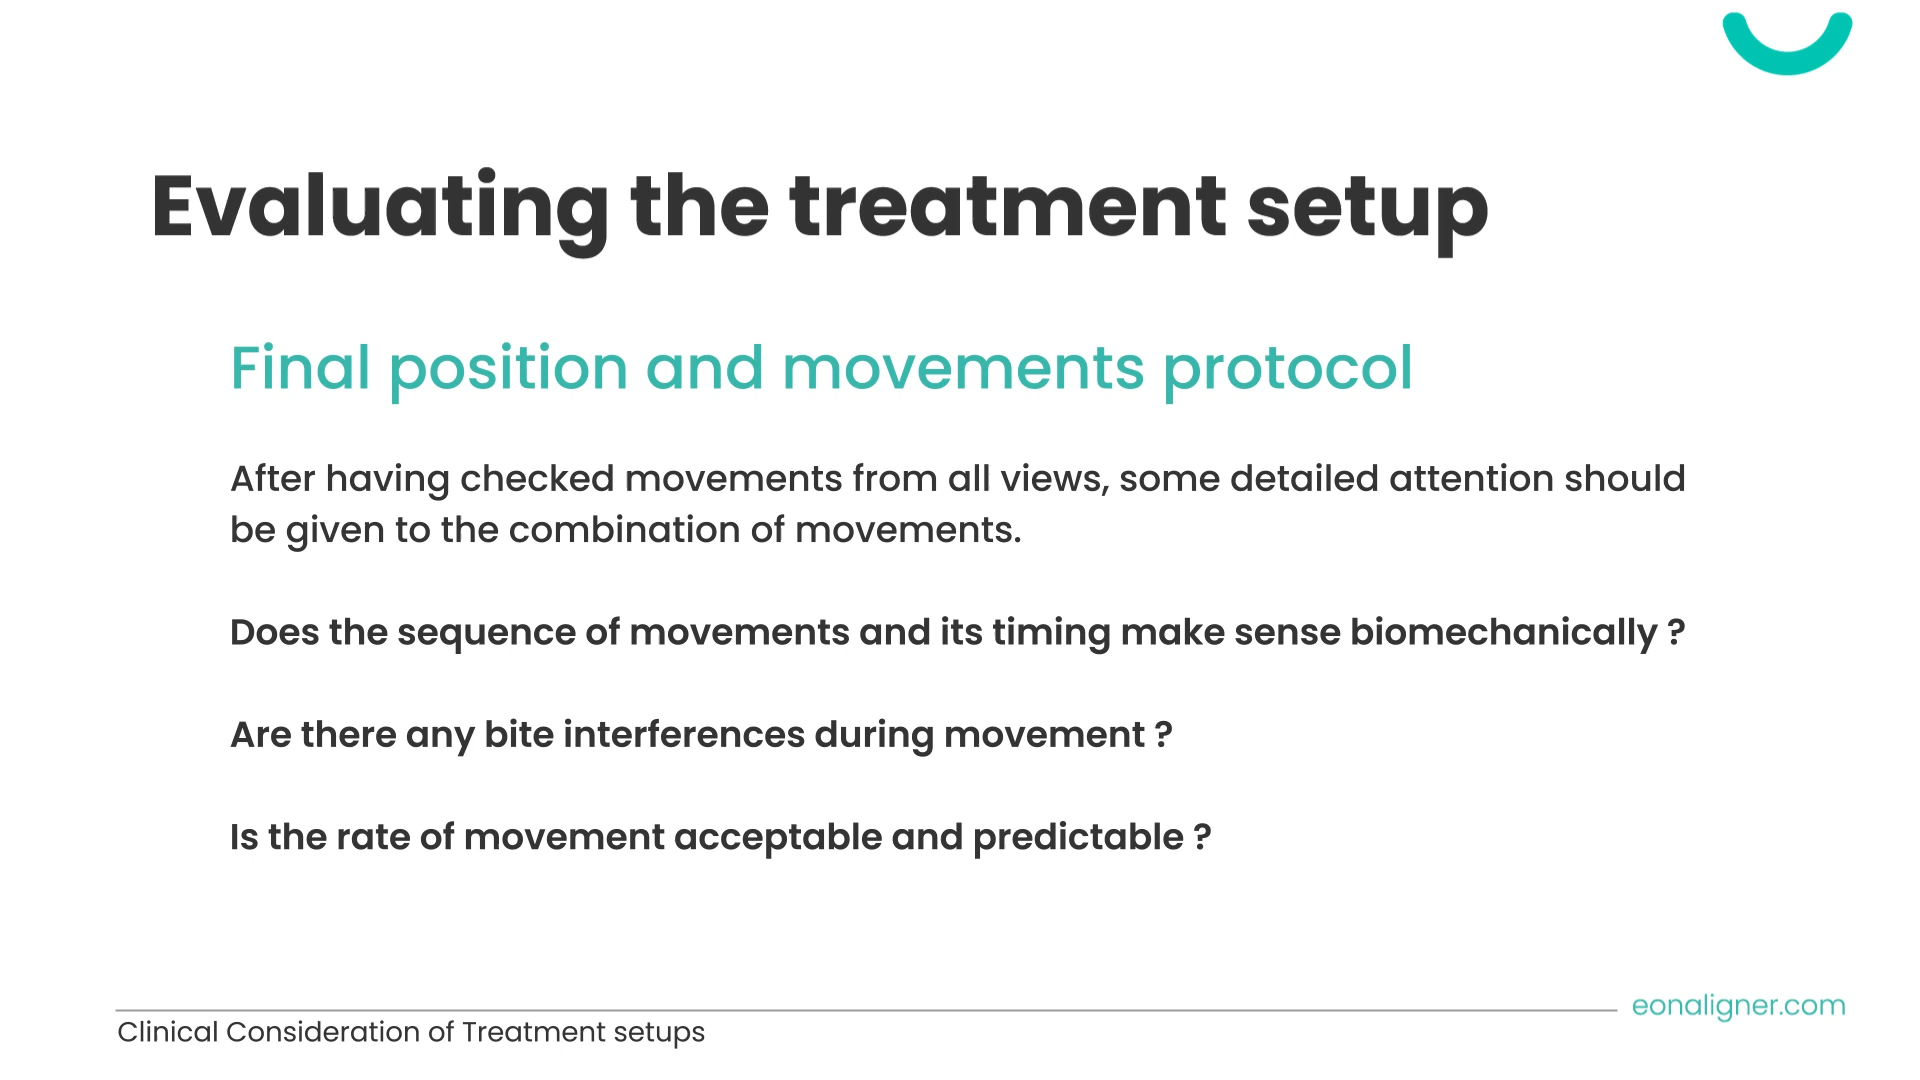 Evaluating the treatment setup
Final position and movements protocol
After having checked movements from all views, some detailed attention should
be given to the combination of movements.
Does the sequence of movements and its timing make sense biomechanically ?
Are there any bite interferences during movement ?
Is the rate of movement acceptable and predictable ?
eonaligner.com
Clinical Consideration of Treatment setups